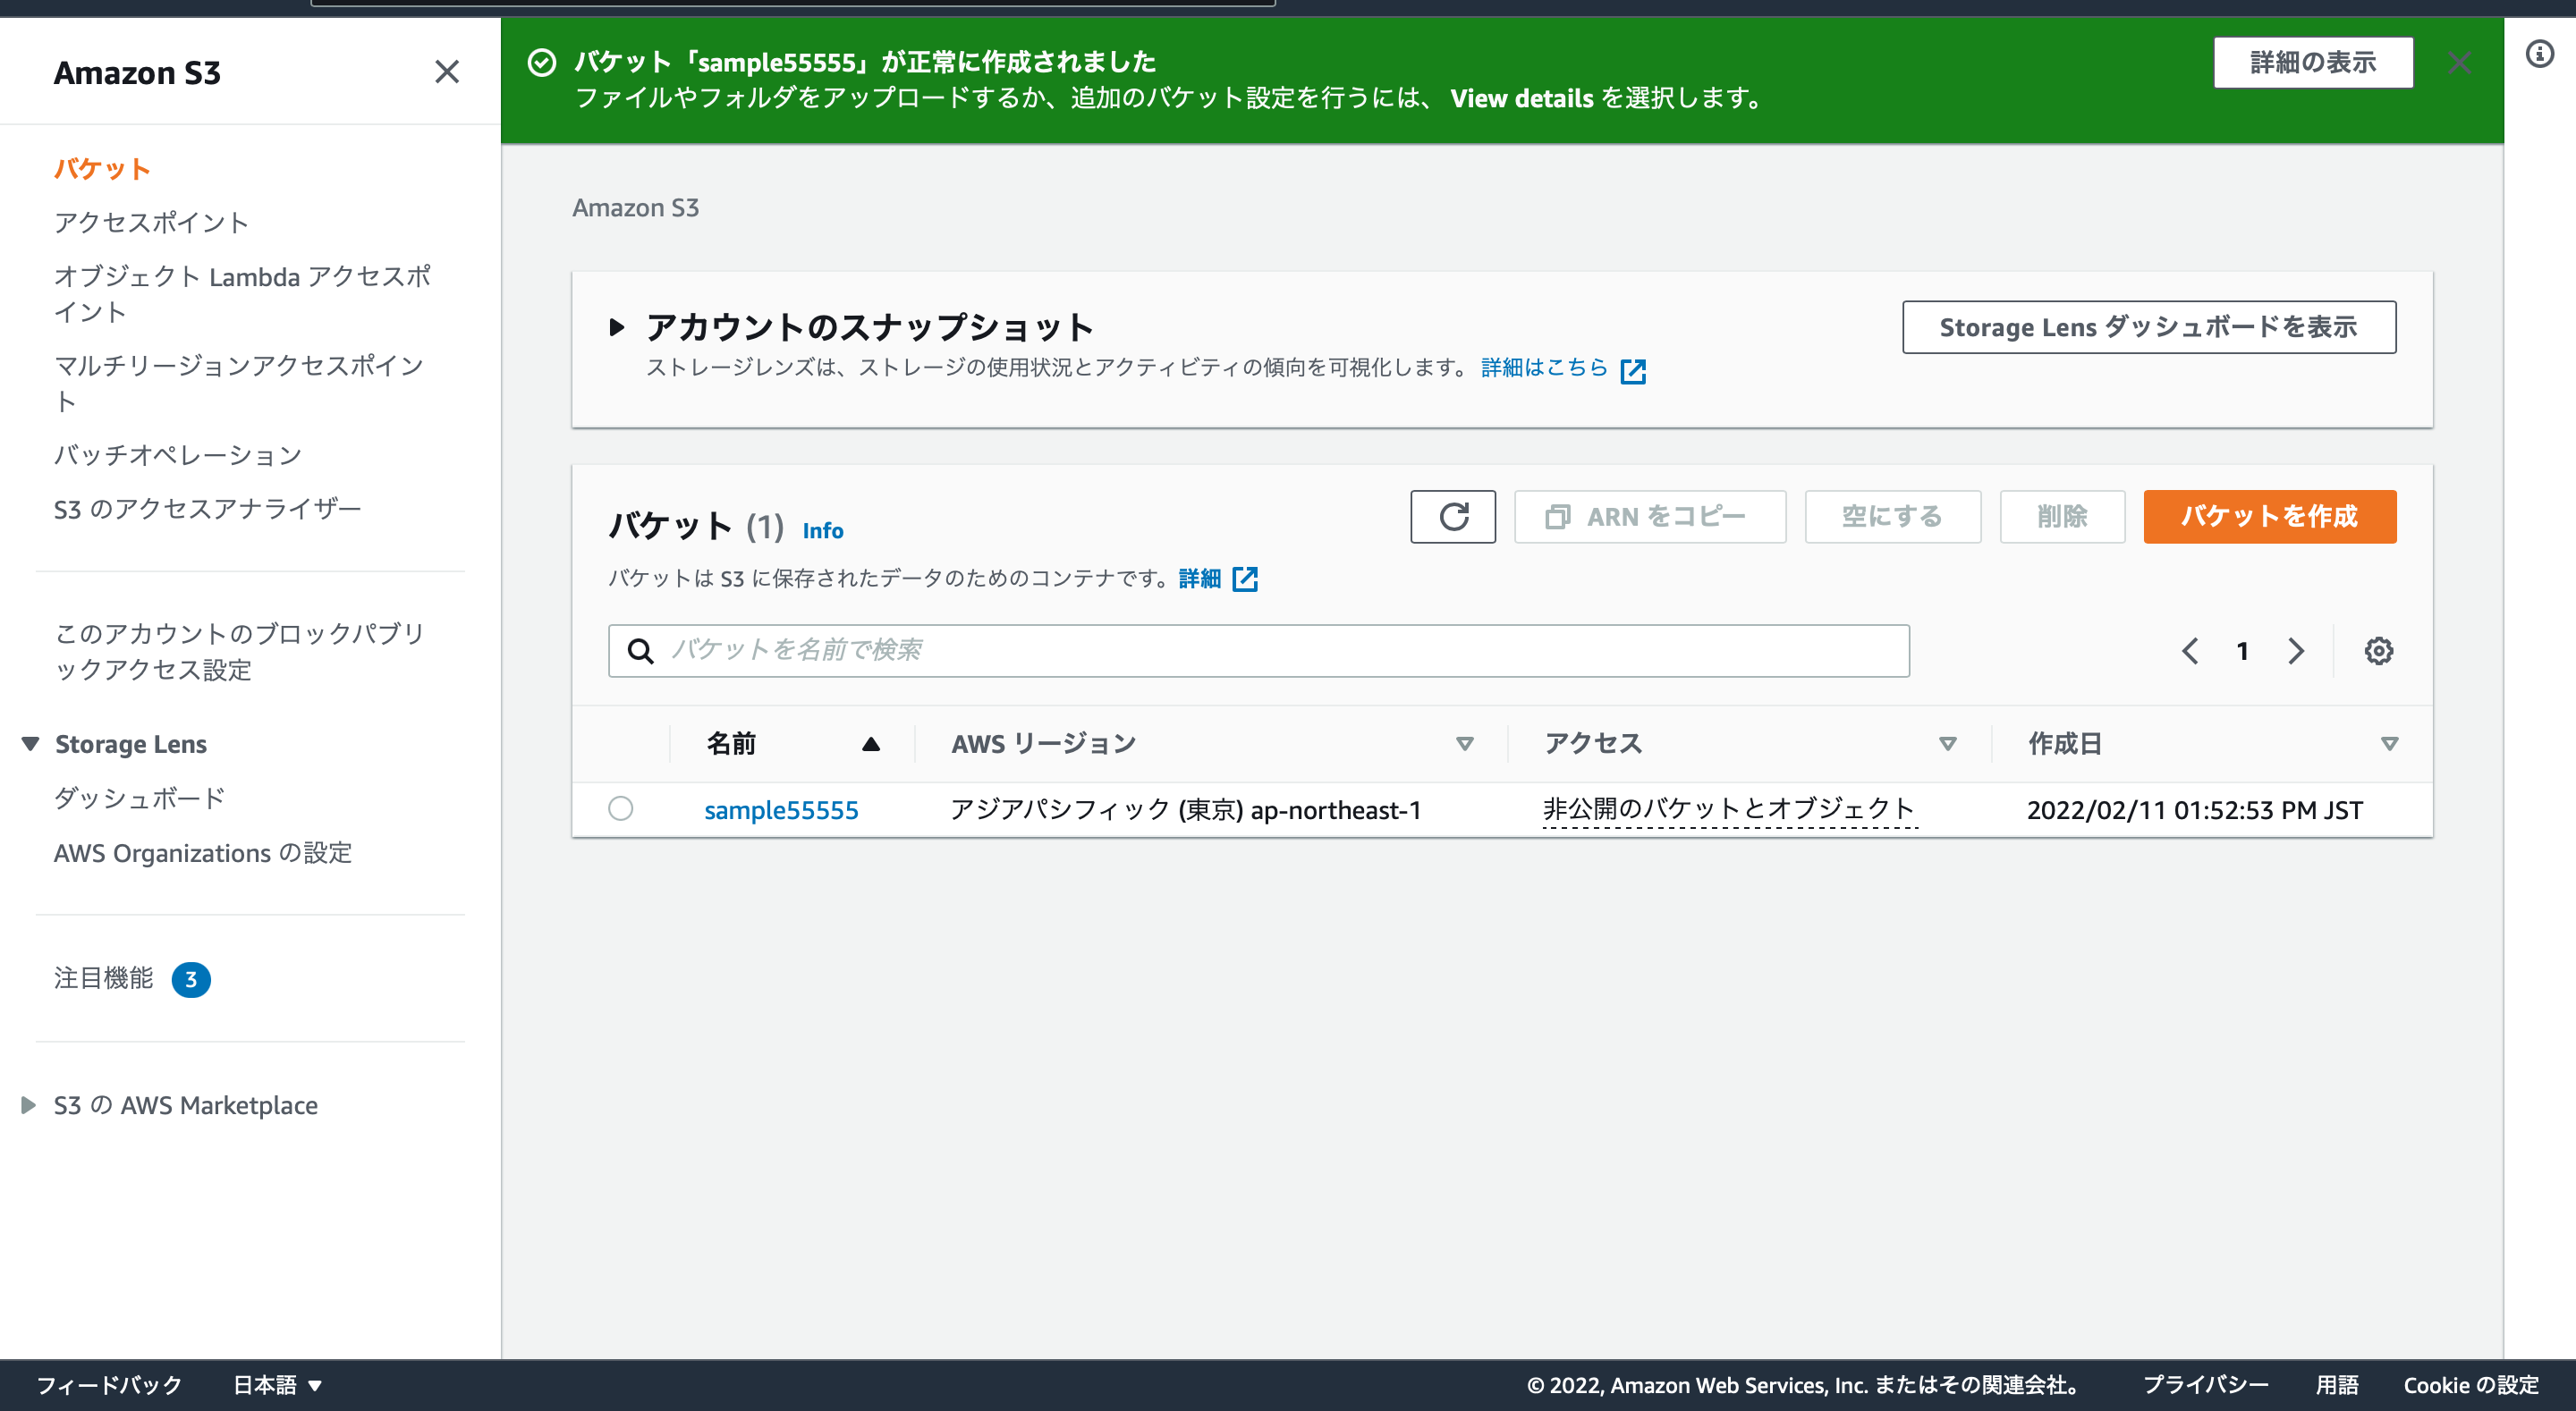 Amazon S3
バケット
アクセスポイント
オブジェクト Lambda アクセスポ
イント
マルチリージョンアクセスポイン
ト
バッチオペレーション
S3 のアクセスアナライザー
このアカウントのブロックパブリ
ックアクセス設定
Storage Lens
ダッシュボード
AWS Organizations の設定
注目機能 3
S3 の AWS Marketplace
バケット「sample55555」が正常に作成されました
ファイルやフォルダをアップロードするか、追加のバケット設定を行うには、 View details を選択します。
詳細の表示
Amazon S3
アカウントのスナップショット
ストレージレンズは、ストレージの使用状況とアクティビティの傾向を可視化します。 詳細はこちら
Storage Lens ダッシュボードを表示
バケット (1) Info
ARN をコピー 空にする 削除 バケットを作成
バケットは S3 に保存されたデータのためのコンテナです。 詳細
バケットを名前で検索
1
名前 AWS リージョン アクセス 作成日
sample55555 アジアパシフィック (東京) ap-northeast-1 非公開のバケットとオブジェクト 2022/02/11 01:52:53 PM JST
フィードバック 日本語 © 2022, Amazon Web Services, Inc. またはその関連会社。 プライバシー 用語 Cookie の設定